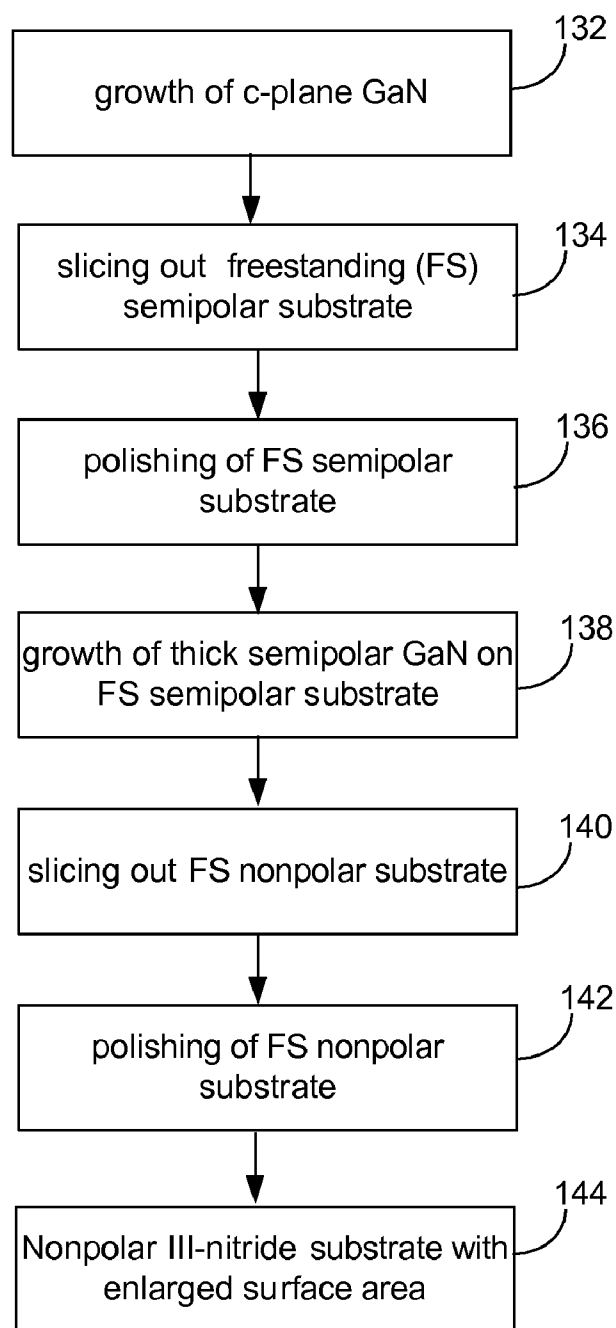 132
growth of c-plane GaN
134
slicing out freestanding (FS)
semipolar substrate
136
polishing of FS semipolar
substrate
138
growth of thick semipolar GaN on
FS semipolar substrate
140
slicing out FS nonpolar substrate
142
polishing of FS nonpolar
substrate
144
Nonpolar III-nitride substrate with
enlarged surface area